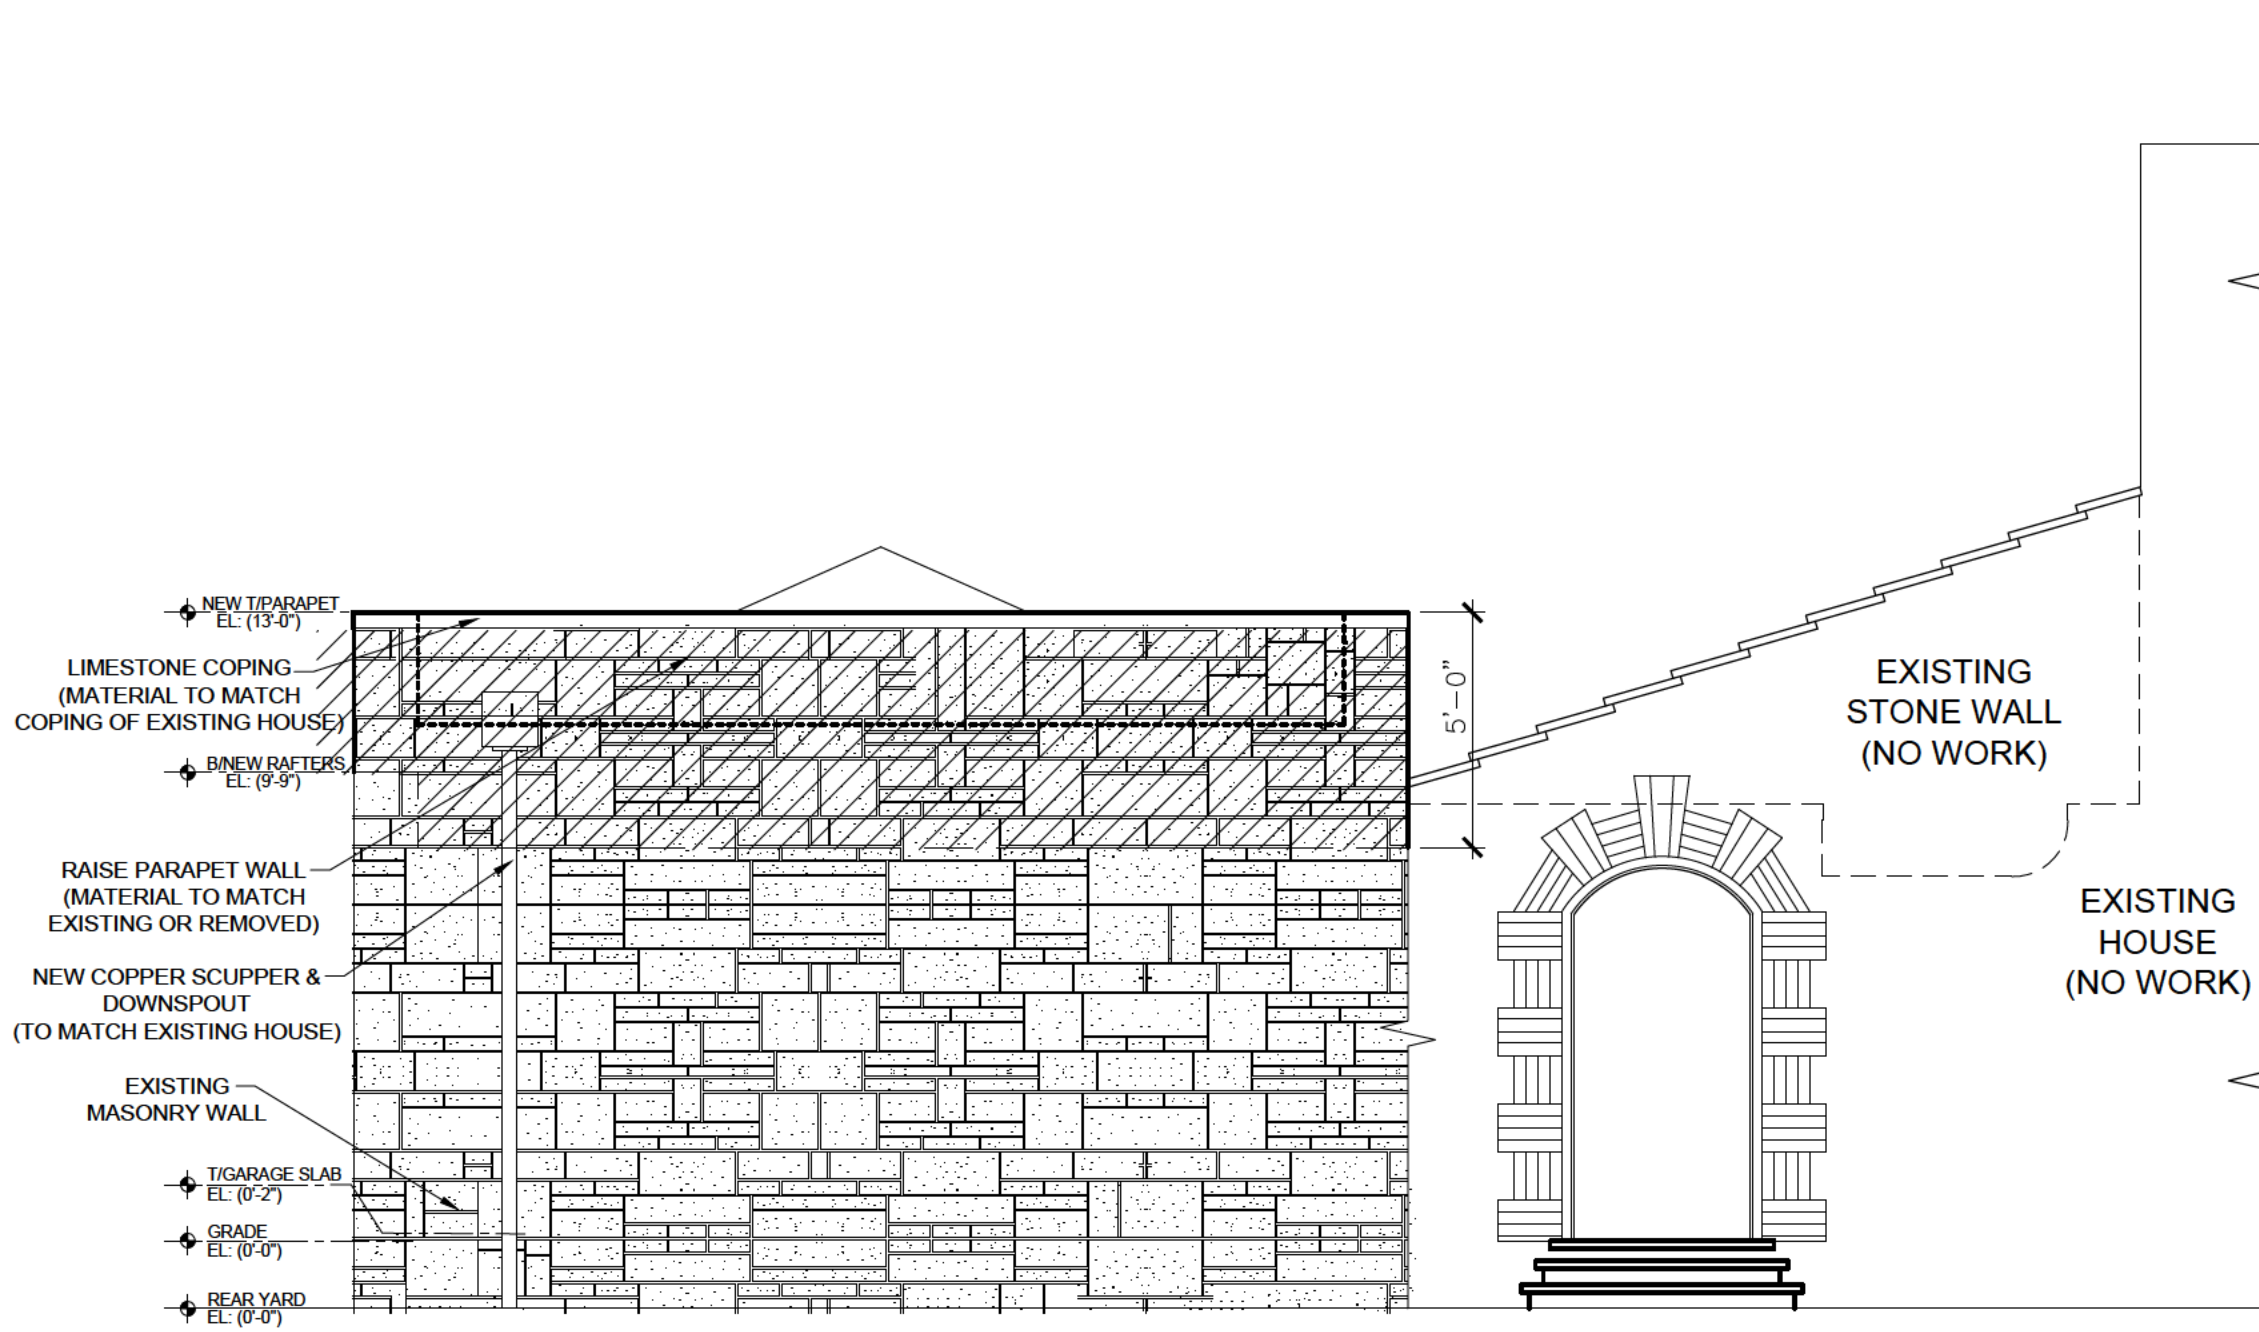 NEW T/PARAPET
EL: (13'-0")
LIMESTONE COPING
(MATERIAL TO MATCH
COPING OF EXISTING HOUSE)
B/NEW RAFTERS
EL: (9'-9")
RAISE PARAPET WALL
(MATERIAL TO MATCH
EXISTING OR REMOVED)
NEW COPPER SCUPPER &
DOWNSPOUT
(TO MATCH EXISTING HOUSE)
EXISTING
MASONRY WALL
T/GARAGE SLAB
EL: (0'-2")
GRADE
EL: (0'-0")
REAR YARD
EL: (0'-0")
5'-0"
EXISTING
STONE WALL
(NO WORK)
EXISTING
HOUSE
(NO WORK)